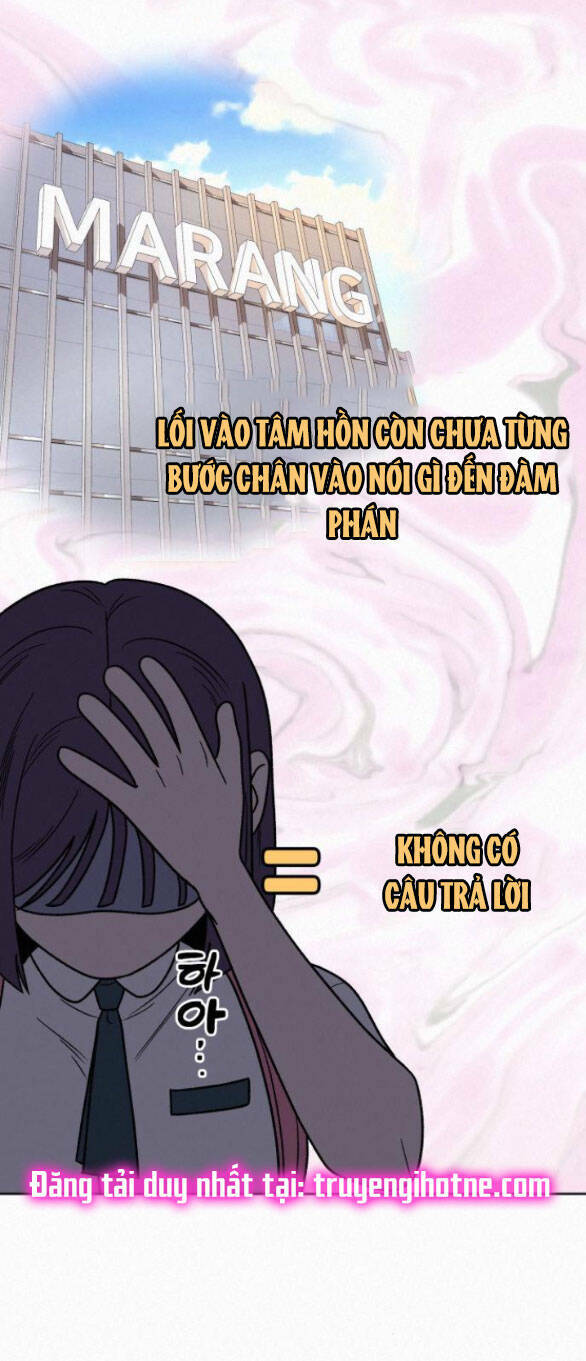 MARANG
LỐI VÀO TÂM HỒN CÒN CHƯA TỪNG
BƯỚC CHÂN VÀO NÓI GÌ ĐẾN ĐÀM
PHÁN
=
KHÔNG CÓ
CÂU TRẢ LỜI
하
아...
Đăng tải duy nhất tại: truyengihotne.com